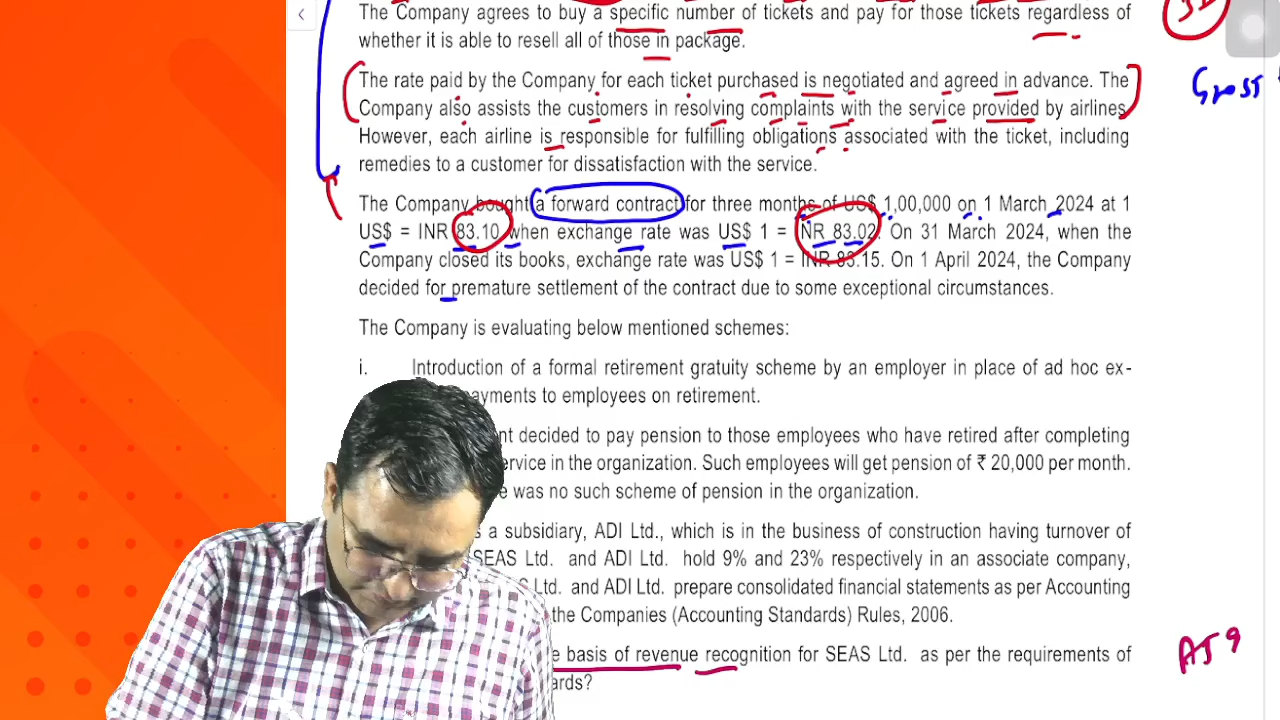 The Company agrees to buy a specific number of tickets and pay for those tickets regardless of
whether it is able to resell all of those in package.
The rate paid by the Company for each ticket purchased is negotiated and agreed in advance. The
Company also assists the customers in resolving complaints with the service provided by airlines.
However, each airline is responsible for fulfilling obligations associated with the ticket, including
remedies to a customer for dissatisfaction with the service.
Gross
The Company bought a forward contract for three months of US$ 1,00,000 on 1 March 2024 at 1
US$ = INR 83.10 when exchange rate was US$ 1 = INR 83.02. On 31 March 2024, when the
Company closed its books, exchange rate was US$ 1 = INR 83.15. On 1 April 2024, the Company
decided for premature settlement of the contract due to some exceptional circumstances.
The Company is evaluating below mentioned schemes:
i. Introduction of a formal retirement gratuity scheme by an employer in place of ad hoc ex-
payments to employees on retirement.
decided to pay pension to those employees who have retired after completing
in the organization. Such employees will get pension of ₹ 20,000 per month.
was no such scheme of pension in the organization.
a subsidiary, ADI Ltd., which is in the business of construction having turnover of
SEAS Ltd. and ADI Ltd. hold 9% and 23% respectively in an associate company,
Ltd. and ADI Ltd. prepare consolidated financial statements as per Accounting
the Companies (Accounting Standards) Rules, 2006.
basis of revenue recognition for SEAS Ltd. as per the requirements of
AS 9